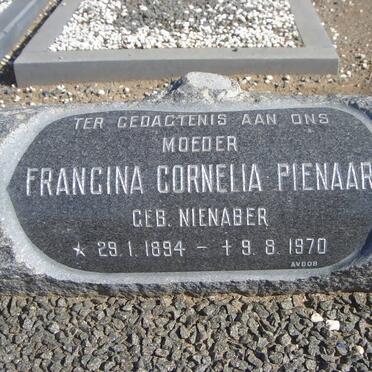 TER GEDAGTENIS AAN ONS
MOEDER
FRANCINA CORNELIA PIENAAR
GEB. NIENABER
★ 29.1.1894 – ✝ 9.8.1970
AVBOB